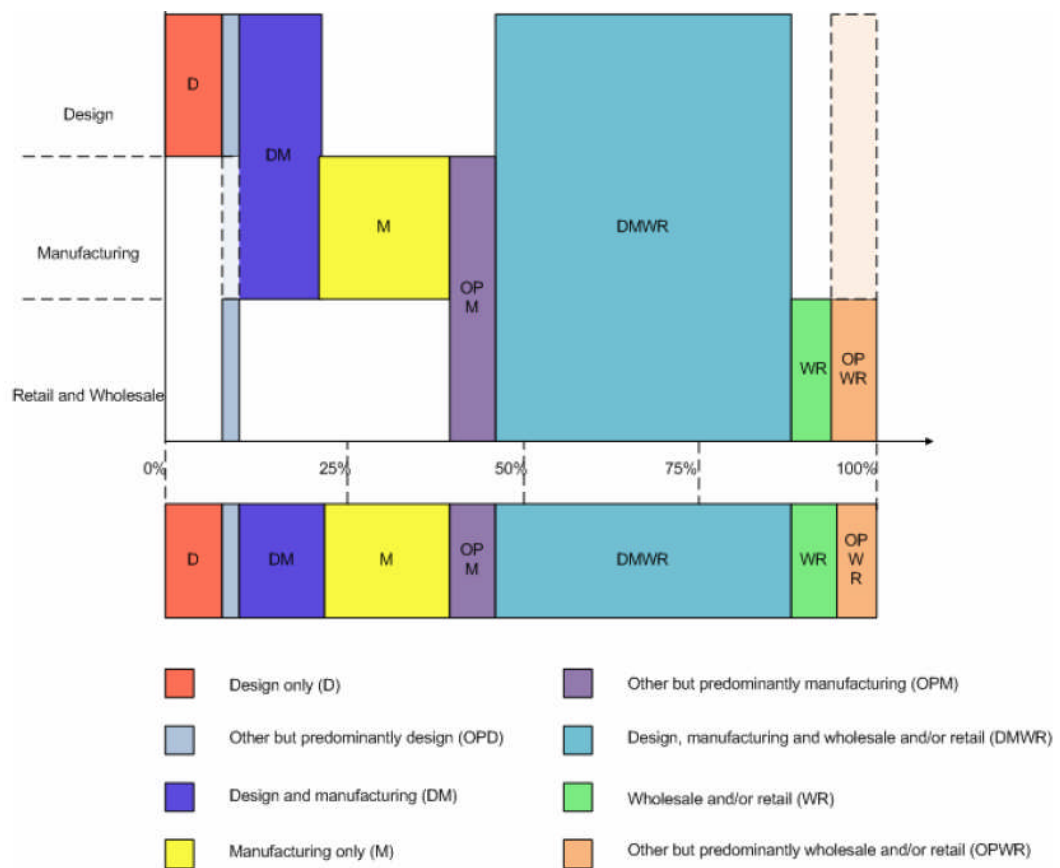 D
Design
DM
M
DMWR
Manufacturing
OP
M
WR
OP
WR
Retail and Wholesale
0%
25%
50%
75%
100%
D
DM
M
OP
M
DMWR
WR
OP
W
R
Design only (D)
Other but predominantly manufacturing (OPM)
Other but predominantly design (OPD)
Design, manufacturing and wholesale and/or retail (DMWR)
Design and manufacturing (DM)
Wholesale and/or retail (WR)
Manufacturing only (M)
Other but predominantly wholesale and/or retail (OPWR)